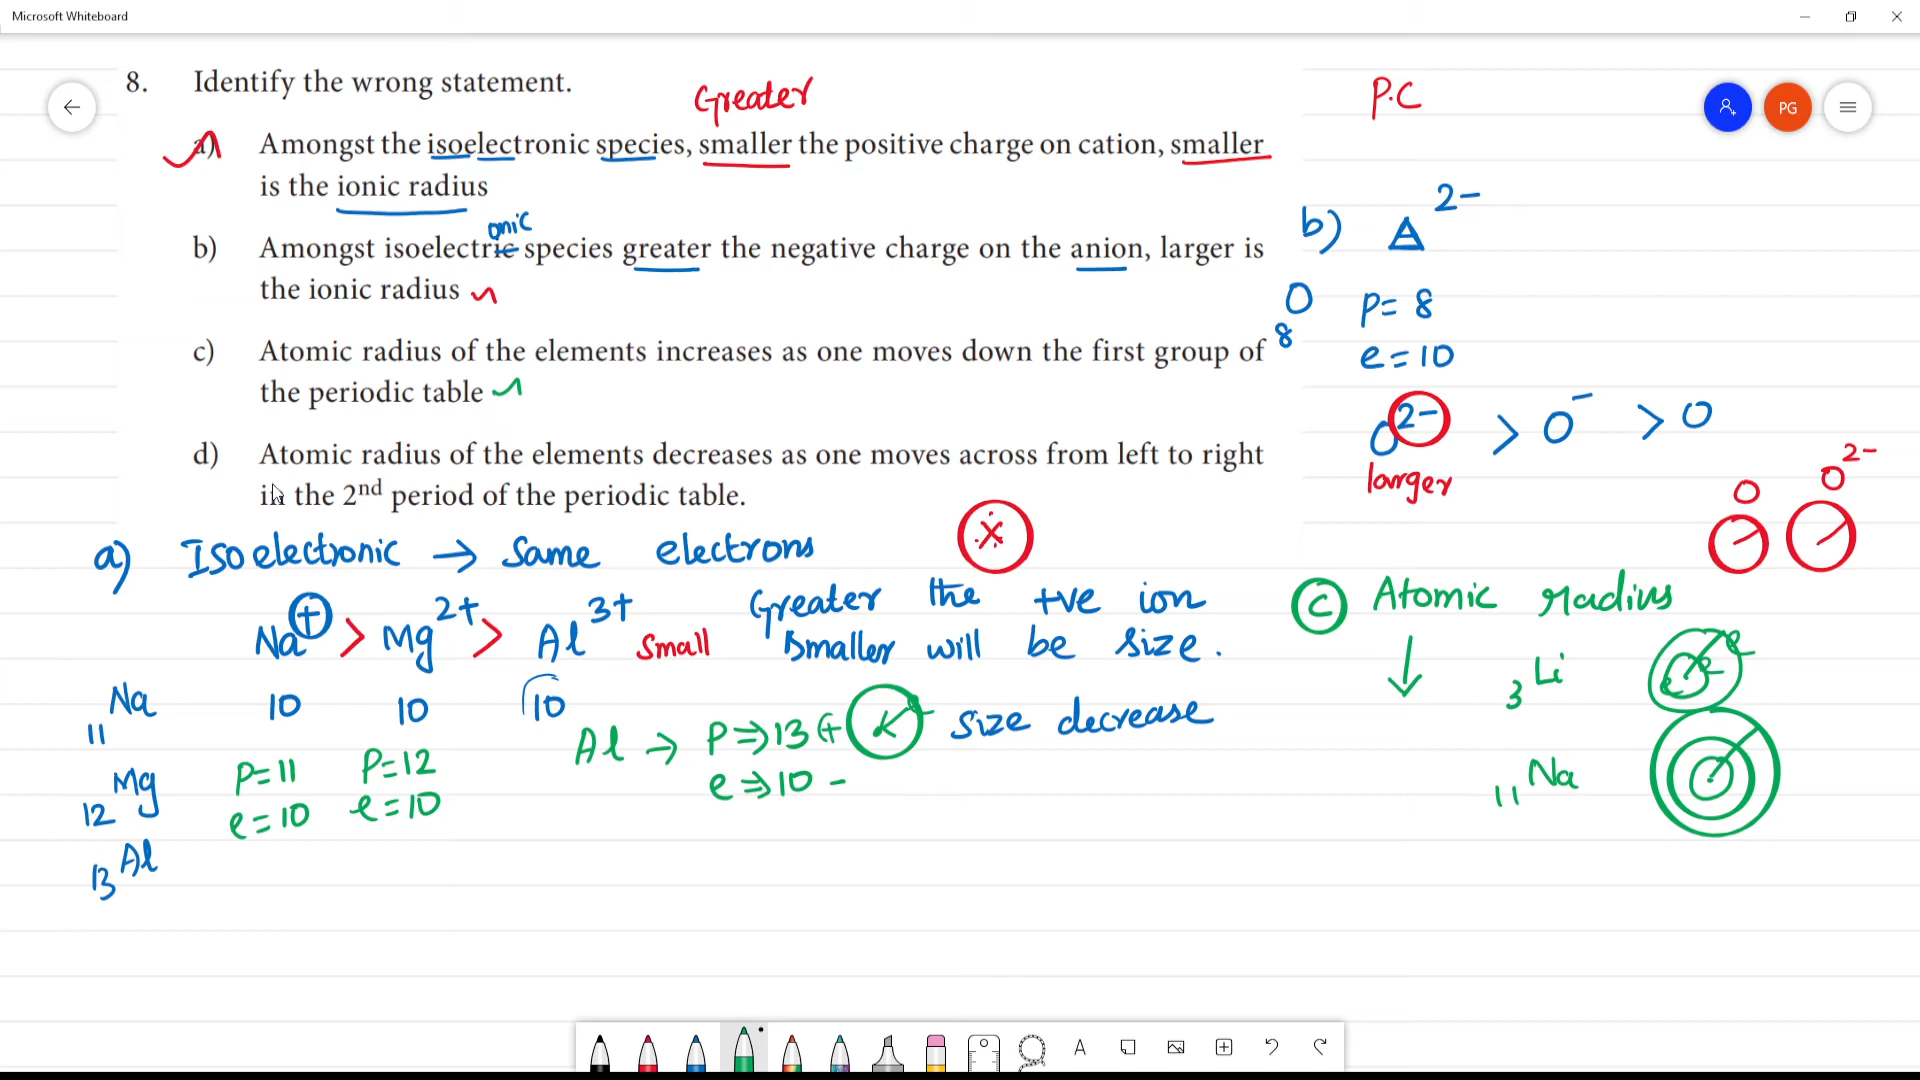 Microsoft Whiteboard
PG
8. Identify the wrong statement.
Greater
a) Amongst the isoelectronic species, smaller the positive charge on cation, smaller
is the ionic radius
onic
b) Amongst isoelectric species greater the negative charge on the anion, larger is
the ionic radius
c) Atomic radius of the elements increases as one moves down the first group of
the periodic table
d) Atomic radius of the elements decreases as one moves across from left to right
in the 2nd period of the periodic table.
P.C
b) A 2-
O 8 P= 8
e = 10
O 2- > O - > O
larger
O O 2-
a) Isoelectronic → Same electrons
Na + > Mg 2+ > Al 3+ Small
Greater the +ve ion
smaller will be size.
11 Na 10 10 10
Al → P ⇒ 13 +
e ⇒ 10 -
size decrease
12 Mg P=11 P=12
e=10 e=10
13 Al
C Atomic radius
↓
3 Li
11 Na
A